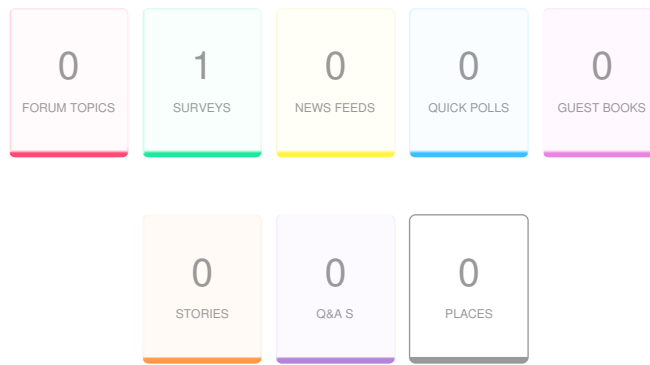 0 1 0 0 0
FORUM TOPICS SURVEYS NEWS FEEDS QUICK POLLS GUEST BOOKS
0 0 0
STORIES Q&A S PLACES